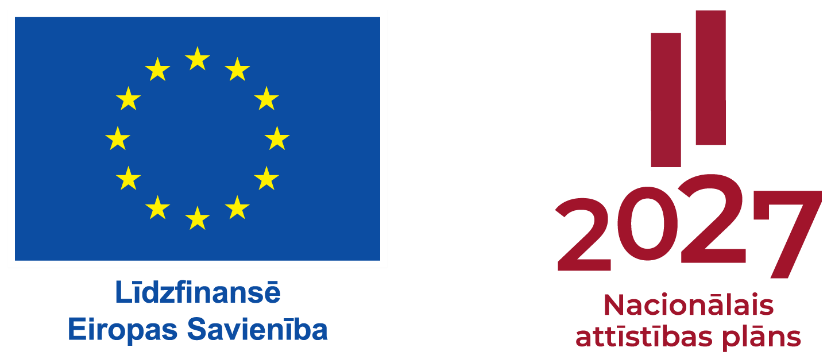 Līdzfinansē
Eiropas Savienība
2027
Nacionālais
attīstības plāns